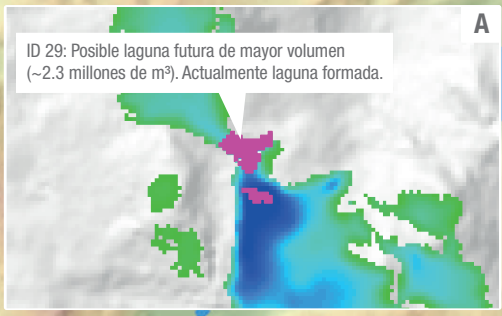 A
ID 29: Posible laguna futura de mayor volumen
(~2.3 millones de m³). Actualmente laguna formada.